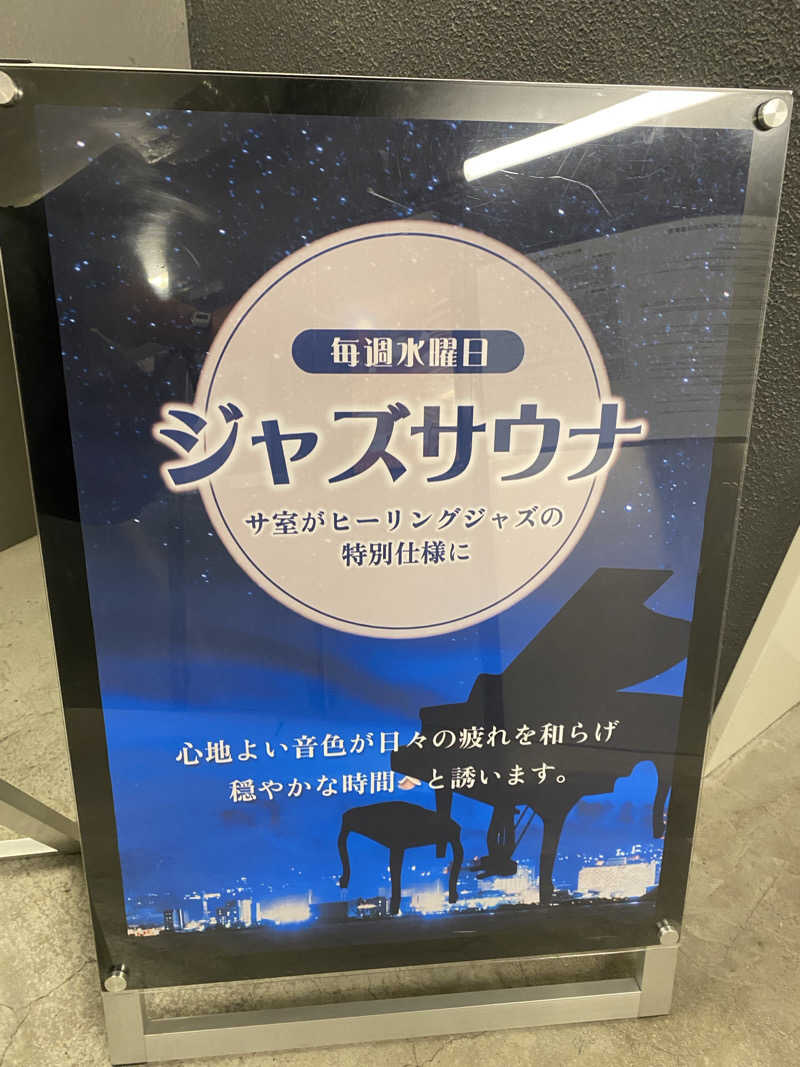 毎週水曜日
ジャズサウナ
サ室がヒーリングジャズの
特別仕様に
心地よい音色が日々の疲れを和らげ
穏やかな時間へと誘います。